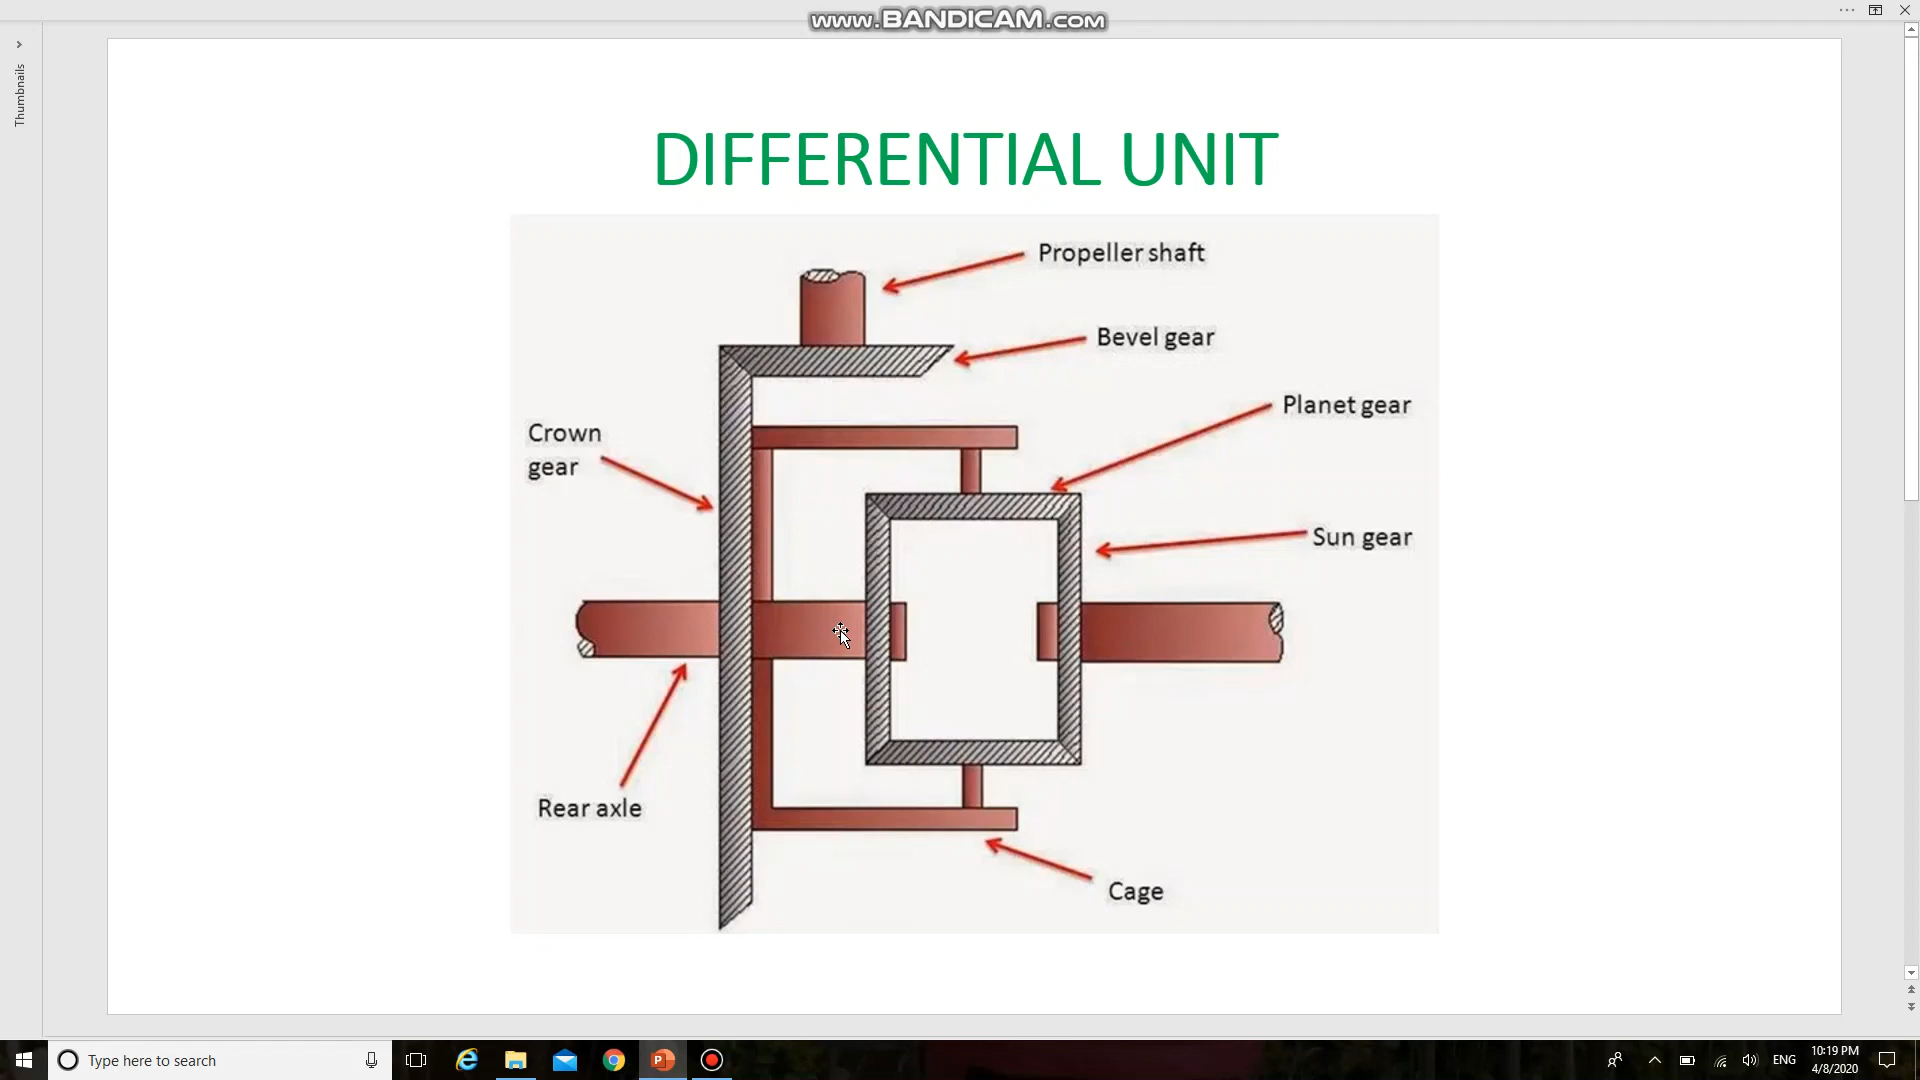 www.BANDICAM.com
Thumbnails
DIFFERENTIAL UNIT
Propeller shaft
Bevel gear
Planet gear
Crown
gear
Sun gear
Rear axle
Cage
Type here to search
ENG
10:19 PM
4/8/2020